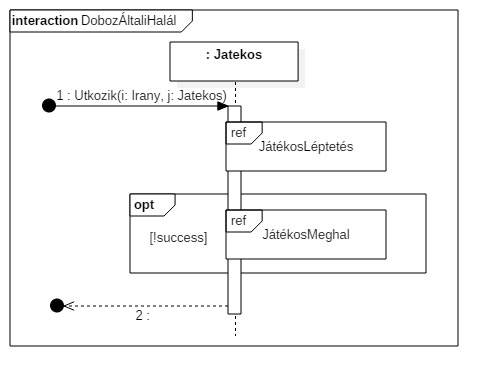 interaction DobozÁltaliHalál
: Jatekos
1 : Utkozik(i: Irany, j: Jatekos)
ref
JátékosLéptetés
opt
ref
[!success]
JátékosMeghal
2 :